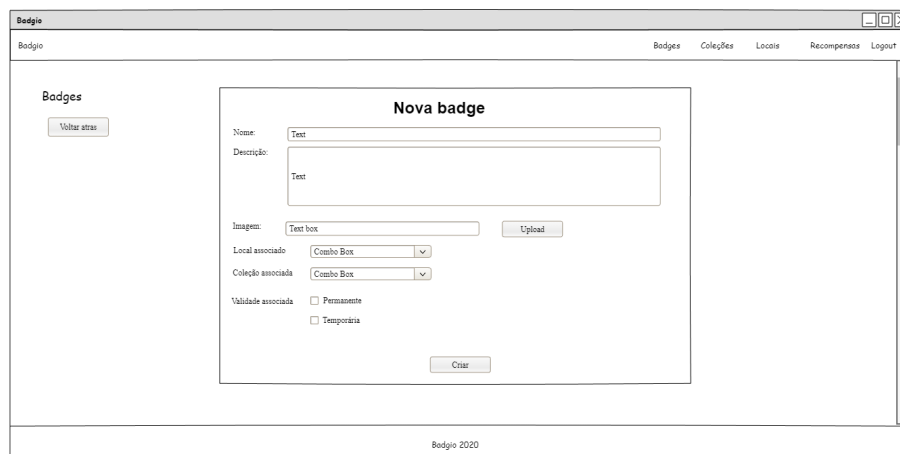 Badgio
Badgio Badges Coleções Locais Recompensas Logout
Badges
Voltar atras
Nova badge
Nome: Text
Descrição: Text
Imagem: Text box Upload
Local associado Combo Box
Coleção associada Combo Box
Validade associada Permanente
Temporária
Criar
Badgio 2020